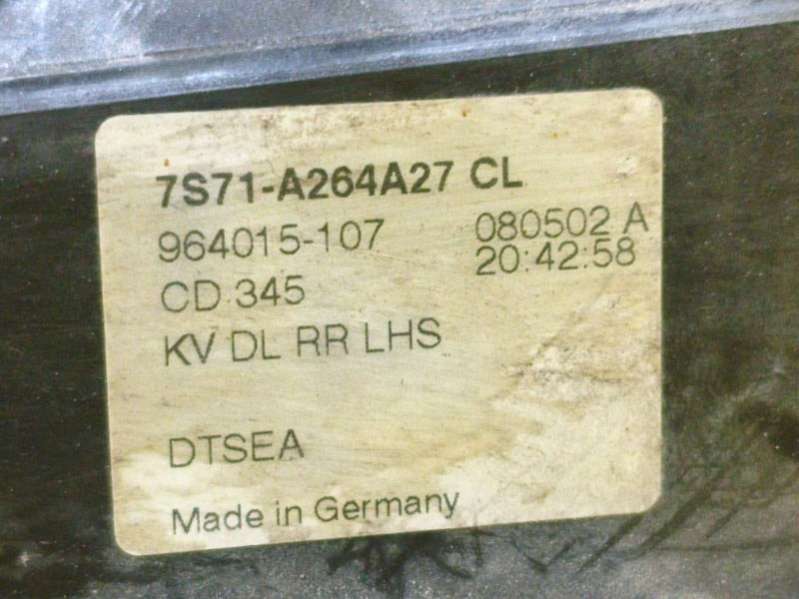 7S71-A264A27 CL
964015-107 080502 A
20:42:58
CD 345
KV DL RR LHS
DTSEA
Made in Germany